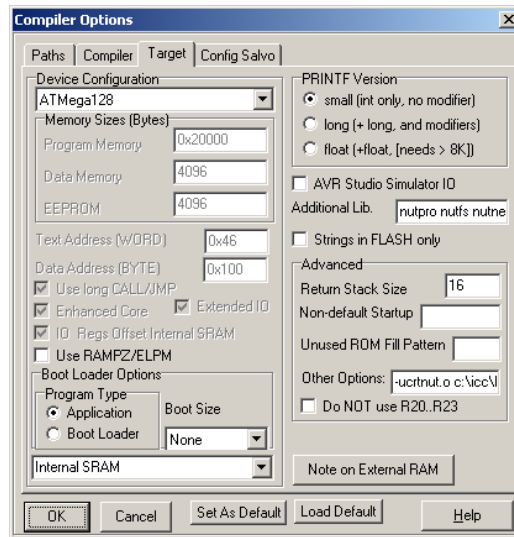 Compiler Options
Paths Compiler Target Config Salvo
Device Configuration
ATMega128
Memory Sizes (Bytes)
Program Memory 0x20000
Data Memory 4096
EEPROM 4096
Text Address (WORD) 0x46
Data Address (BYTE) 0x100
Use long CALL/JMP
Enhanced Core Extended IO
IO Regs Offset Internal SRAM
Use RAMPZ/ELPM
Boot Loader Options
Program Type
Application
Boot Loader
Boot Size
None
Internal SRAM
PRINTF Version
small (int only, no modifier)
long (+ long, and modifiers)
float (+float, [needs > 8K])
AVR Studio Simulator IO
Additional Lib. nutpro nutfs nutne
Strings in FLASH only
Advanced
Return Stack Size 16
Non-default Startup
Unused ROM Fill Pattern
Other Options: -ucrtnut.o c:\icc\
Do NOT use R20..R23
Note on External RAM
OK Cancel Set As Default Load Default Help